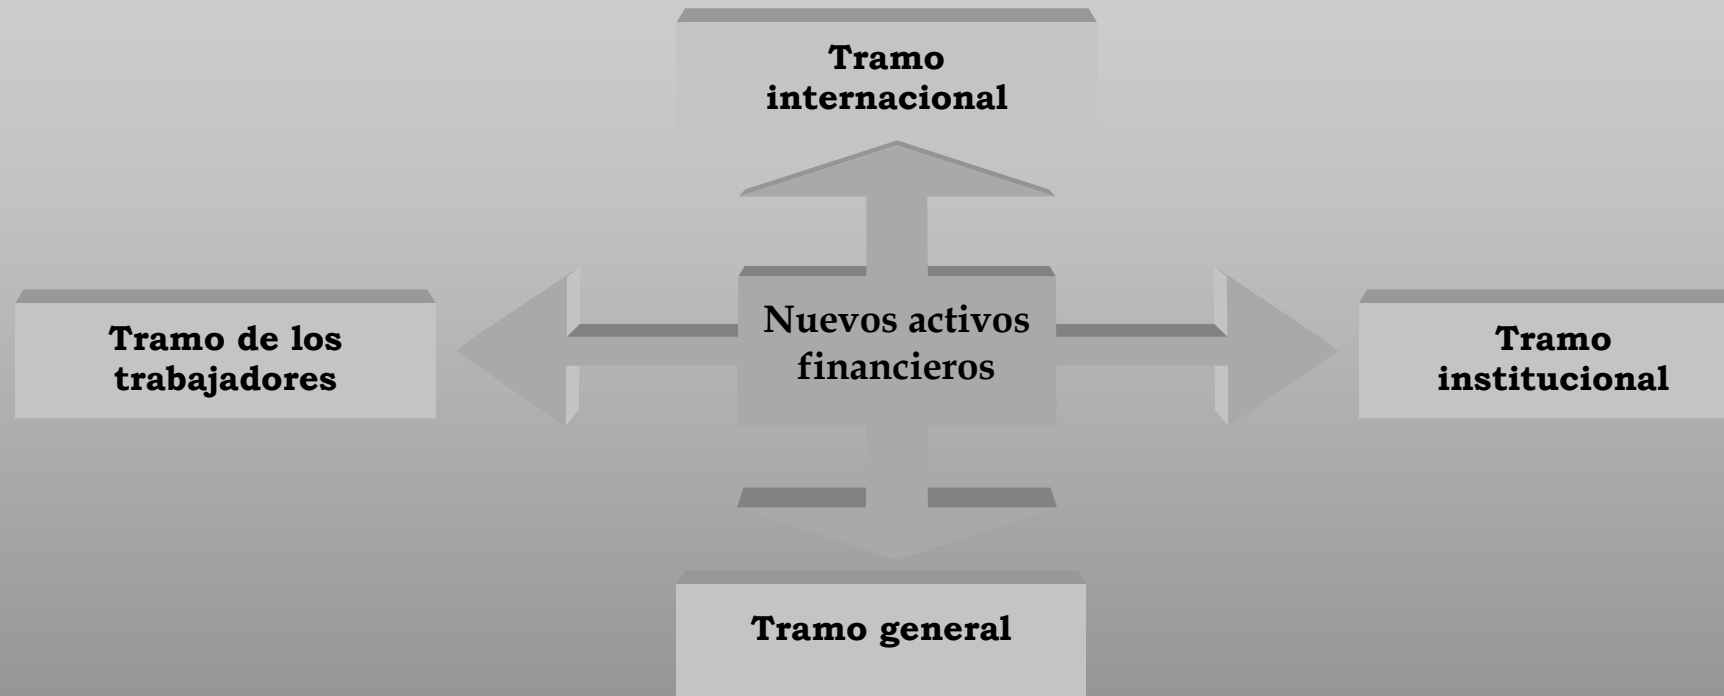 Tramo
internacional
Nuevos activos
financieros
Tramo de los
trabajadores
Tramo
institucional
Tramo general